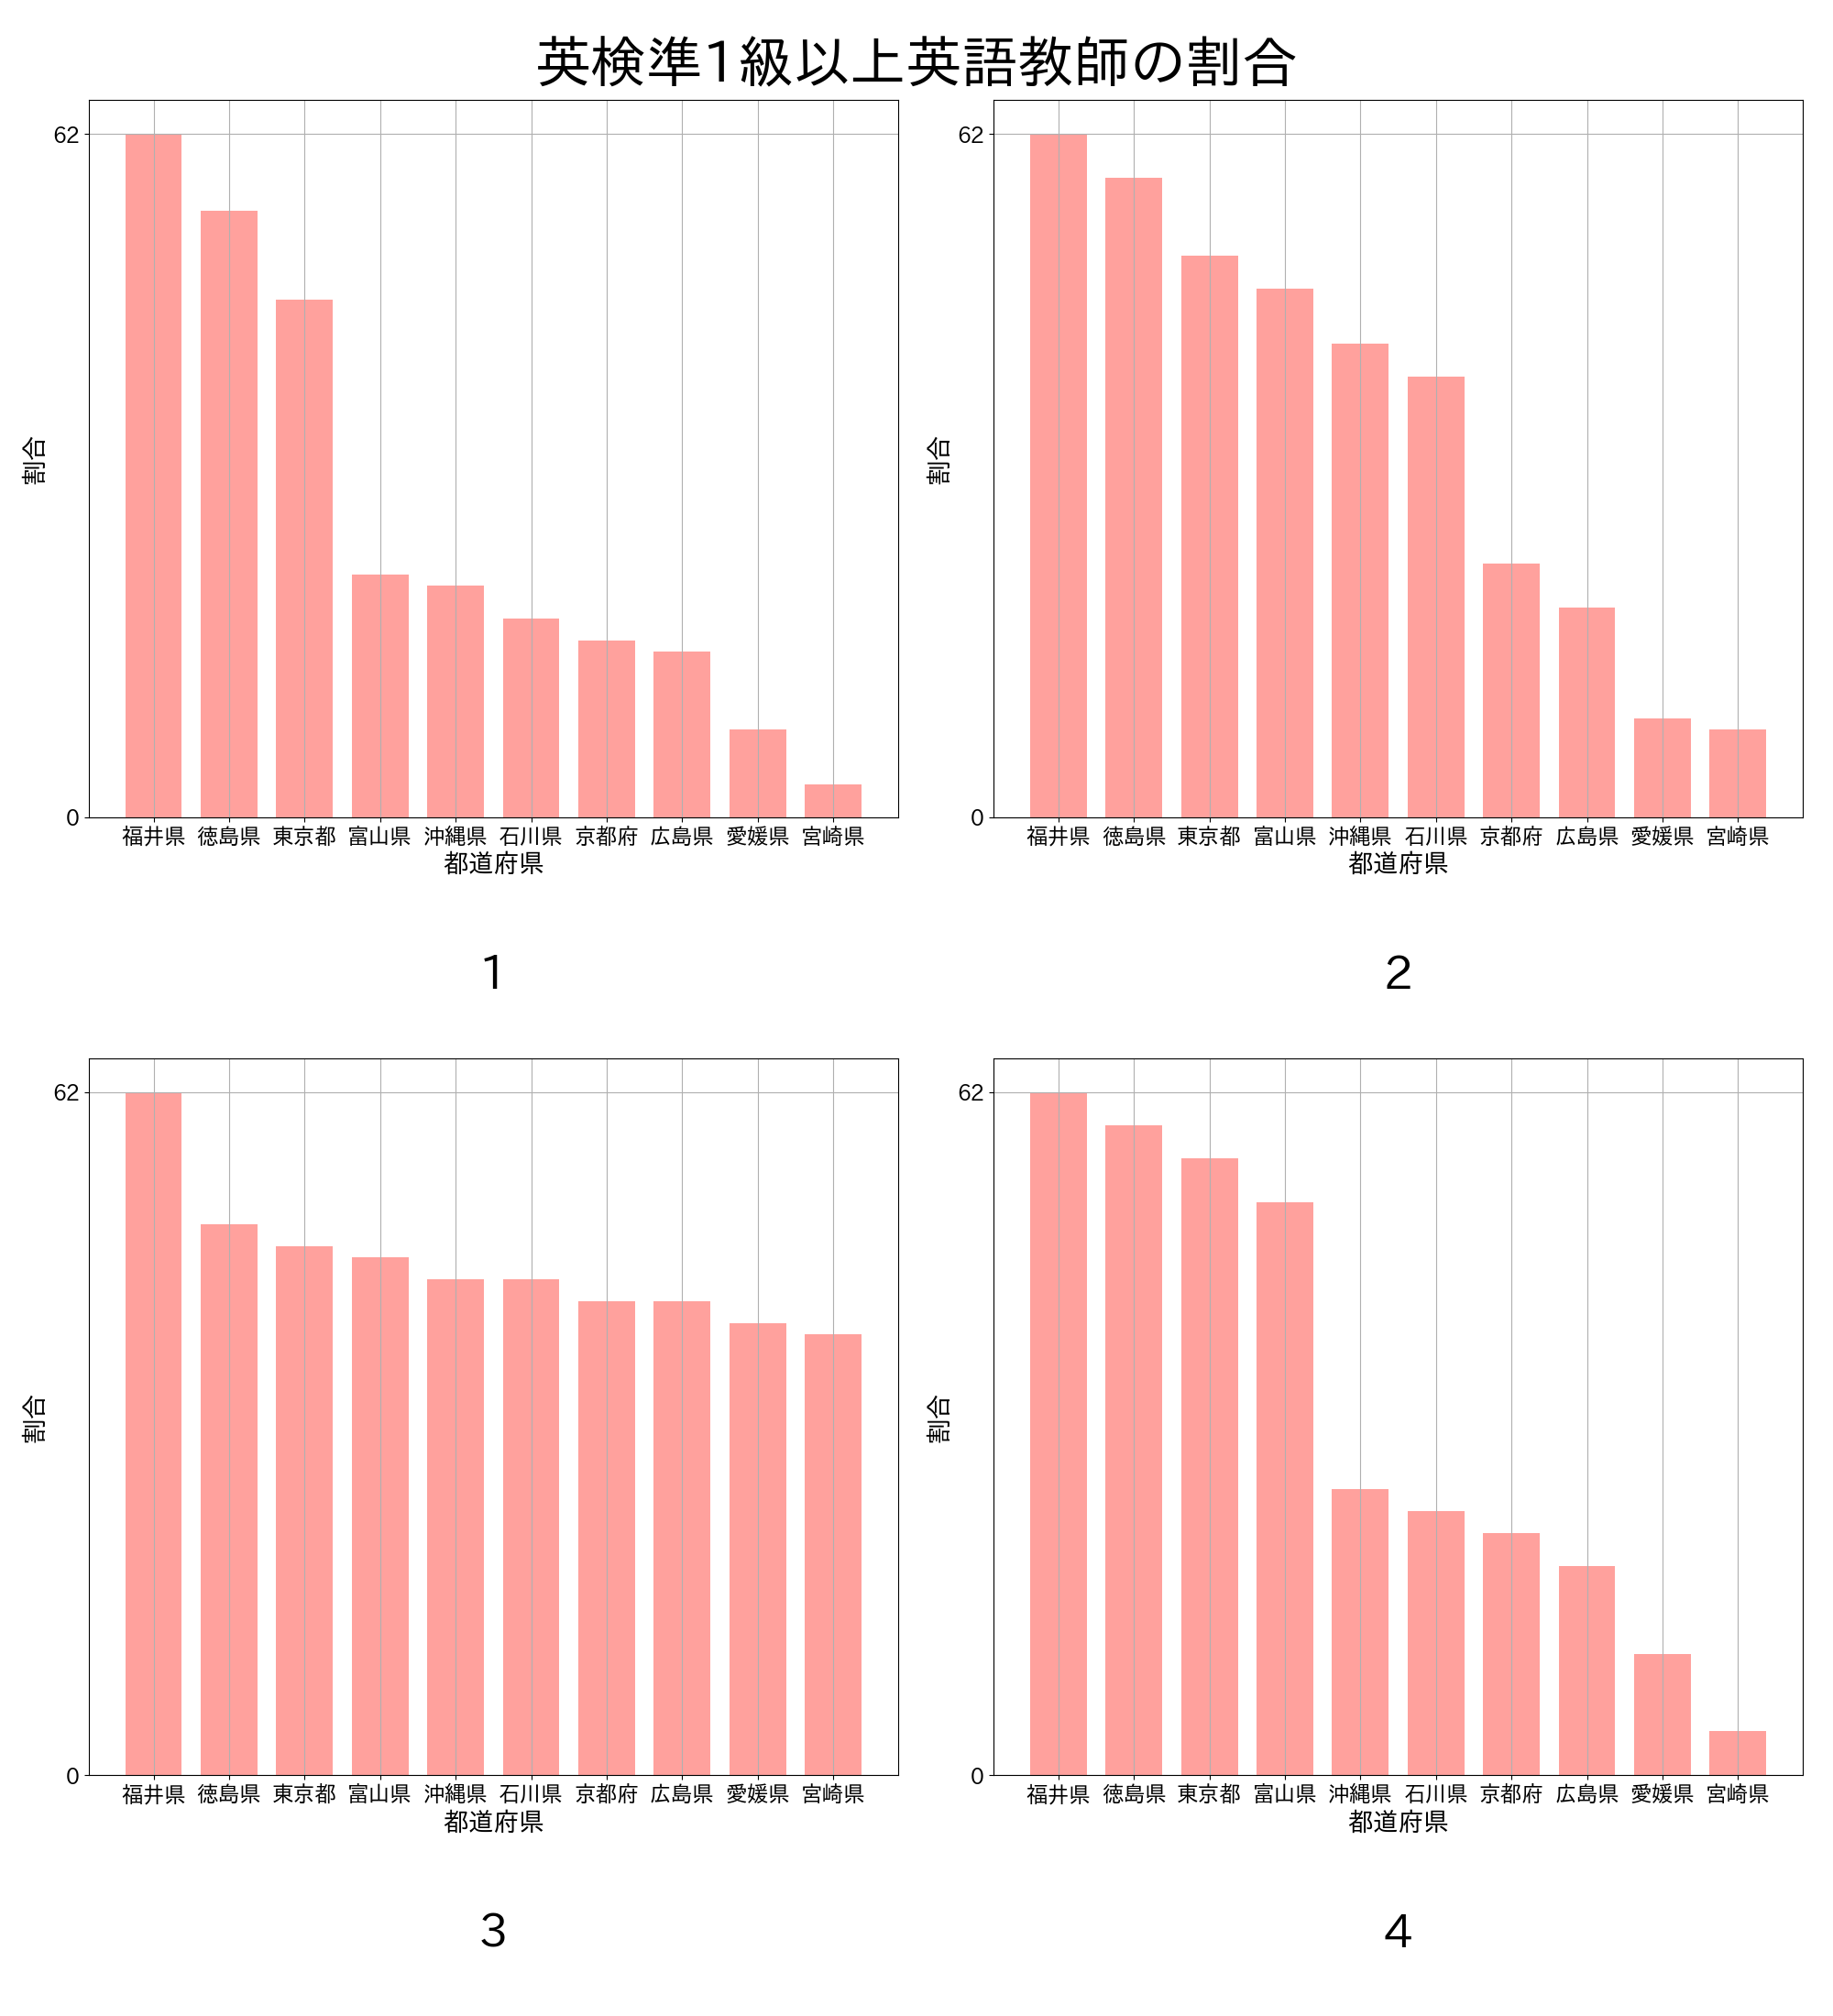 英検準1級以上英語教師の割合
62
0
割合
福井県 徳島県 東京都 富山県 沖縄県 石川県 京都府 広島県 愛媛県 宮崎県
都道府県
1
62
0
割合
福井県 徳島県 東京都 富山県 沖縄県 石川県 京都府 広島県 愛媛県 宮崎県
都道府県
2
62
0
割合
福井県 徳島県 東京都 富山県 沖縄県 石川県 京都府 広島県 愛媛県 宮崎県
都道府県
3
62
0
割合
福井県 徳島県 東京都 富山県 沖縄県 石川県 京都府 広島県 愛媛県 宮崎県
都道府県
4